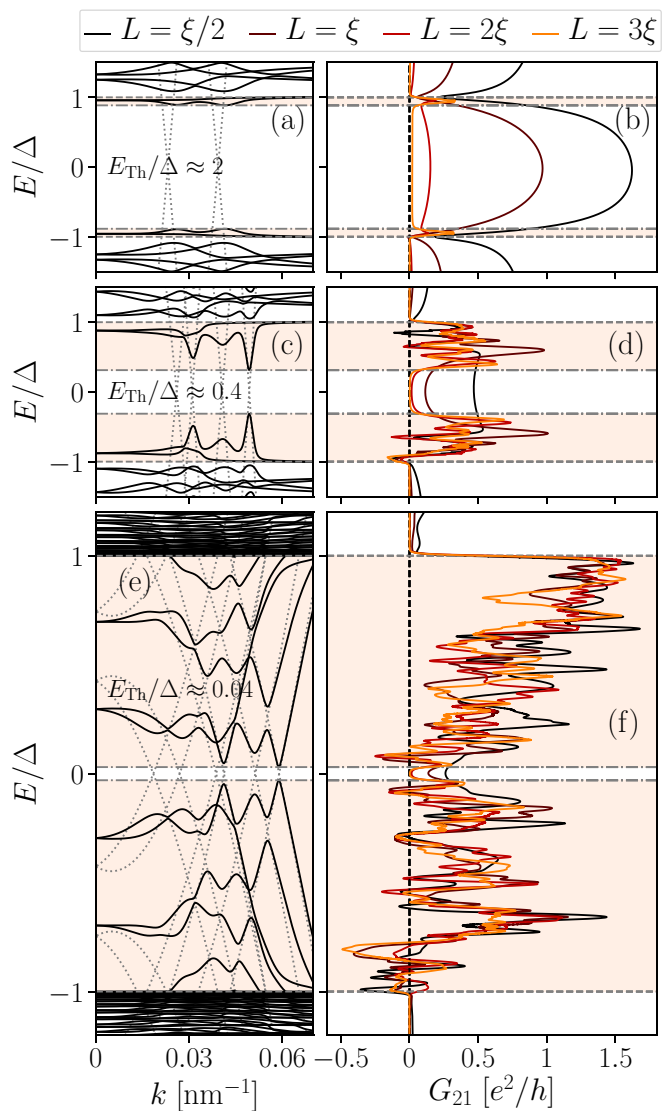 L = ξ/2 L = ξ L = 2ξ L = 3ξ
E/Δ
1
0
−1
(a)
E_Th/Δ ≈ 2
(b)
E/Δ
1
0
−1
(c)
E_Th/Δ ≈ 0.4
(d)
E/Δ
1
0
−1
(e)
E_Th/Δ ≈ 0.04
(f)
0 0.03 0.06
k [nm⁻¹]
−0.5 0 0.5 1 1.5
G₂₁ [e²/h]